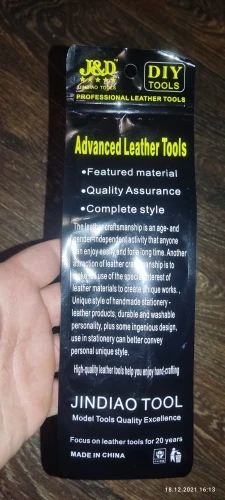 J&D
JINDIAO TOOLS
DIY
TOOLS
PROFESSIONAL LEATHER TOOLS
Advanced Leather Tools
•Featured material
•Quality Assurance
•Complete style
The leather craftsmanship is an age- and
gender-independent activity that anyone
can enjoy easily and for a long time. Another
attraction of leather craftsmanship is to
make use of the special interest of
leather materials to create unique works. ,
Unique style of handmade stationery -
leather products, durable and washable
personality, plus some ingenious design,
use in stationery can better convey
personal unique style.
High-quality leather tools help you enjoy hand-crafting
JINDIAO TOOL
Model Tools Quality Excellence
Focus on leather tools for 20 years
MADE IN CHINA
18.12.2021 16:13